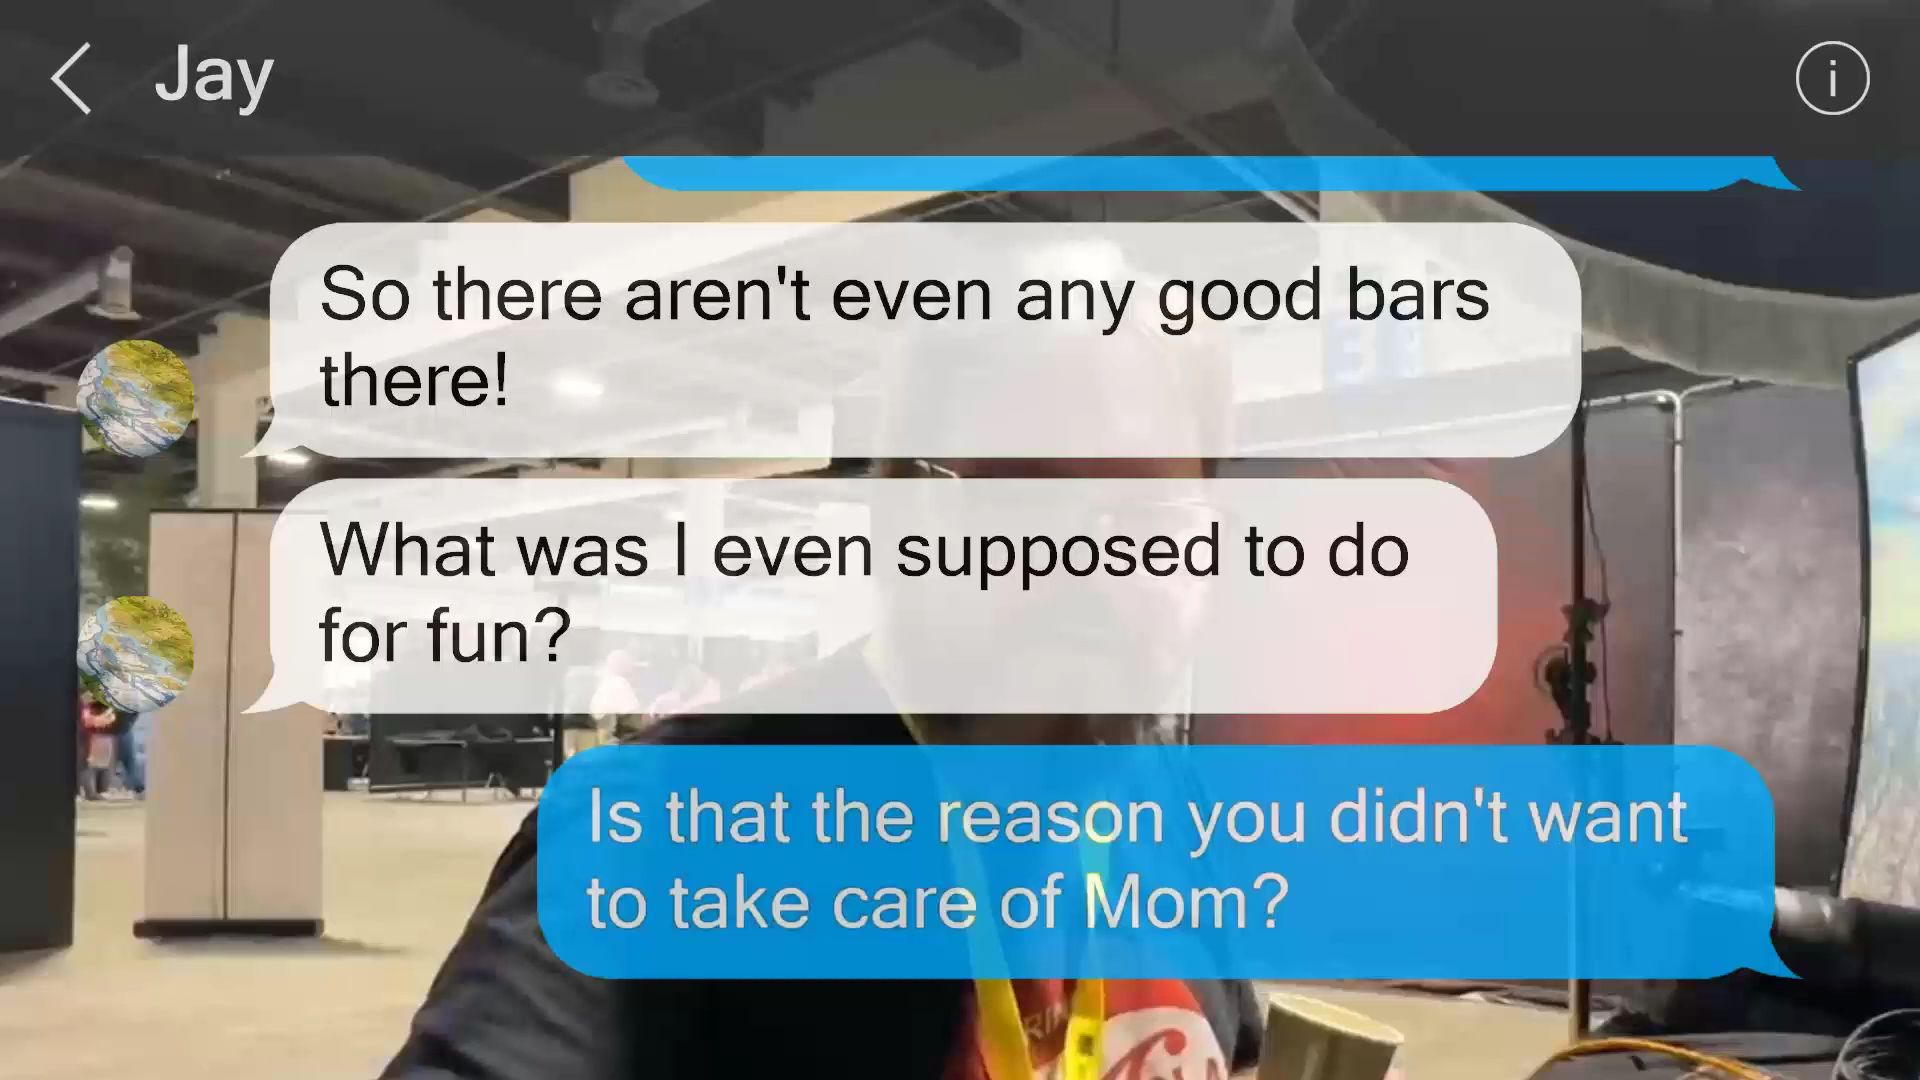 Jay
So there aren't even any good bars
there!
What was I even supposed to do
for fun?
Is that the reason you didn't want
to take care of Mom?